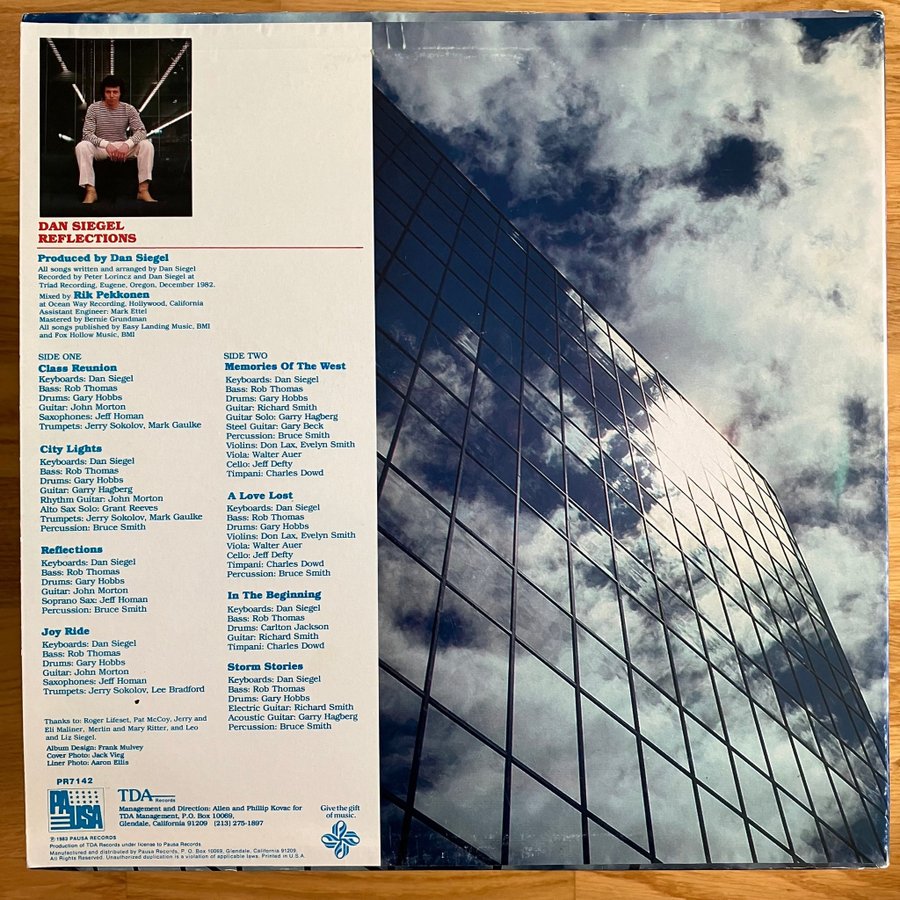 DAN SIEGEL
REFLECTIONS
Produced by Dan Siegel
All songs written and arranged by Dan Siegel
Recorded by Peter Lorincz and Dan Siegel at
Triad Recording, Eugene, Oregon, December 1982.
Mixed by Rik Pekkonen
at Ocean Way Recording, Hollywood, California
Assistant Engineer: Mark Ettel
Mastered by Bernie Grundman
All songs published by Easy Landing Music, BMI
and Fox Hollow Music, BMI
SIDE ONE
Class Reunion
Keyboards: Dan Siegel
Bass: Rob Thomas
Drums: Gary Hobbs
Guitar: John Morton
Saxophones: Jeff Homan
Trumpets: Jerry Sokolov, Mark Gaulke
City Lights
Keyboards: Dan Siegel
Bass: Rob Thomas
Drums: Gary Hobbs
Guitar: Garry Hagberg
Rhythm Guitar: John Morton
Alto Sax Solo: Grant Reeves
Trumpets: Jerry Sokolov, Mark Gaulke
Percussion: Bruce Smith
Reflections
Keyboards: Dan Siegel
Bass: Rob Thomas
Drums: Gary Hobbs
Guitar: John Morton
Soprano Sax: Jeff Homan
Percussion: Bruce Smith
Joy Ride
Keyboards: Dan Siegel
Bass: Rob Thomas
Drums: Gary Hobbs
Guitar: John Morton
Saxophones: Jeff Homan
Trumpets: Jerry Sokolov, Lee Bradford
SIDE TWO
Memories Of The West
Keyboards: Dan Siegel
Bass: Rob Thomas
Drums: Gary Hobbs
Guitar: Richard Smith
Guitar Solo: Garry Hagberg
Steel Guitar: Gary Beck
Percussion: Bruce Smith
Violins: Don Lax, Evelyn Smith
Viola: Walter Auer
Cello: Jeff Defty
Timpani: Charles Dowd
A Love Lost
Keyboards: Dan Siegel
Bass: Rob Thomas
Drums: Gary Hobbs
Violins: Don Lax, Evelyn Smith
Viola: Walter Auer
Cello: Jeff Defty
Timpani: Charles Dowd
Percussion: Bruce Smith
In The Beginning
Keyboards: Dan Siegel
Bass: Rob Thomas
Drums: Carlton Jackson
Guitar: Richard Smith
Timpani: Charles Dowd
Storm Stories
Keyboards: Dan Siegel
Bass: Rob Thomas
Drums: Gary Hobbs
Electric Guitar: Richard Smith
Acoustic Guitar: Garry Hagberg
Percussion: Bruce Smith
Thanks to: Roger Lifeset, Pat McCoy, Jerry and
Eli Maliner, Merlin and Mary Ritter, and Leo
and Liz Siegel.
Album Design: Frank Mulvey
Cover Photo: Jack Vieg
Liner Photo: Aaron Ellis
PR7142
PAUSA
TDA Records
Management and Direction: Allen and Phillip Kovac for
TDA Management, P.O. Box 10069,
Glendale, California 91209 (213) 275-1897
Give the gift
of music.
℗ 1983 PAUSA RECORDS
Production of TDA Records under license to Pausa Records
Manufactured and distributed by Pausa Records, P. O. Box 10069, Glendale, California 91209.
All Rights Reserved. Unauthorized duplication is a violation of applicable laws. Printed in U.S.A.